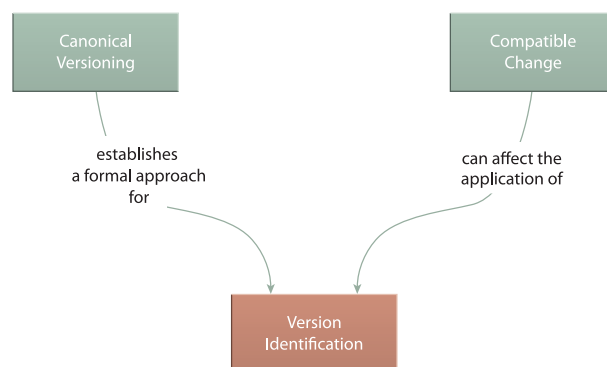 Canonical
Versioning
Compatible
Change
establishes
a formal approach
for
can affect the
application of
Version
Identification